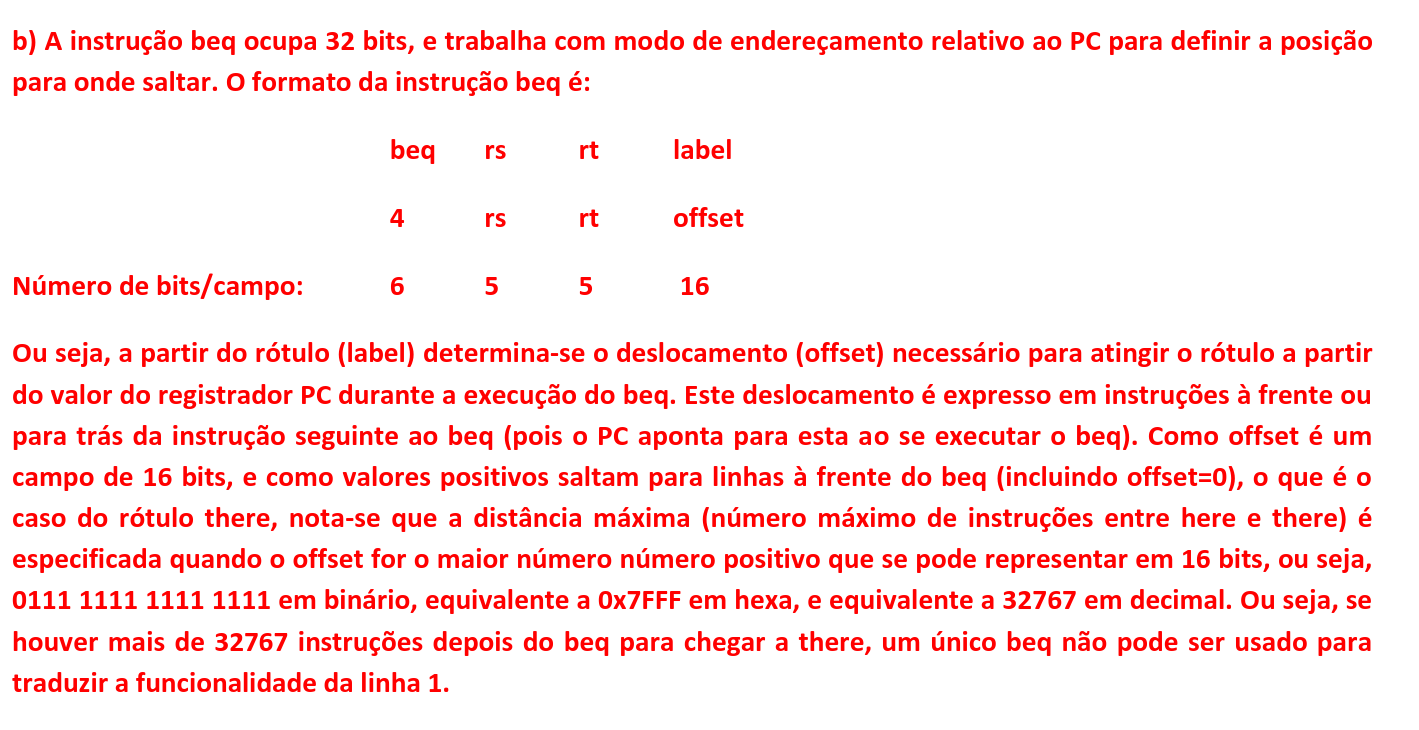 b) A instrução beq ocupa 32 bits, e trabalha com modo de endereçamento relativo ao PC para definir a posição
para onde saltar. O formato da instrução beq é:
beq rs rt label
4 rs rt offset
Número de bits/campo: 6 5 5 16
Ou seja, a partir do rótulo (label) determina-se o deslocamento (offset) necessário para atingir o rótulo a partir
do valor do registrador PC durante a execução do beq. Este deslocamento é expresso em instruções à frente ou
para trás da instrução seguinte ao beq (pois o PC aponta para esta ao se executar o beq). Como offset é um
campo de 16 bits, e como valores positivos saltam para linhas à frente do beq (incluindo offset=0), o que é o
caso do rótulo there, nota-se que a distância máxima (número máximo de instruções entre here e there) é
especificada quando o offset for o maior número número positivo que se pode representar em 16 bits, ou seja,
0111 1111 1111 1111 em binário, equivalente a 0x7FFF em hexa, e equivalente a 32767 em decimal. Ou seja, se
houver mais de 32767 instruções depois do beq para chegar a there, um único beq não pode ser usado para
traduzir a funcionalidade da linha 1.